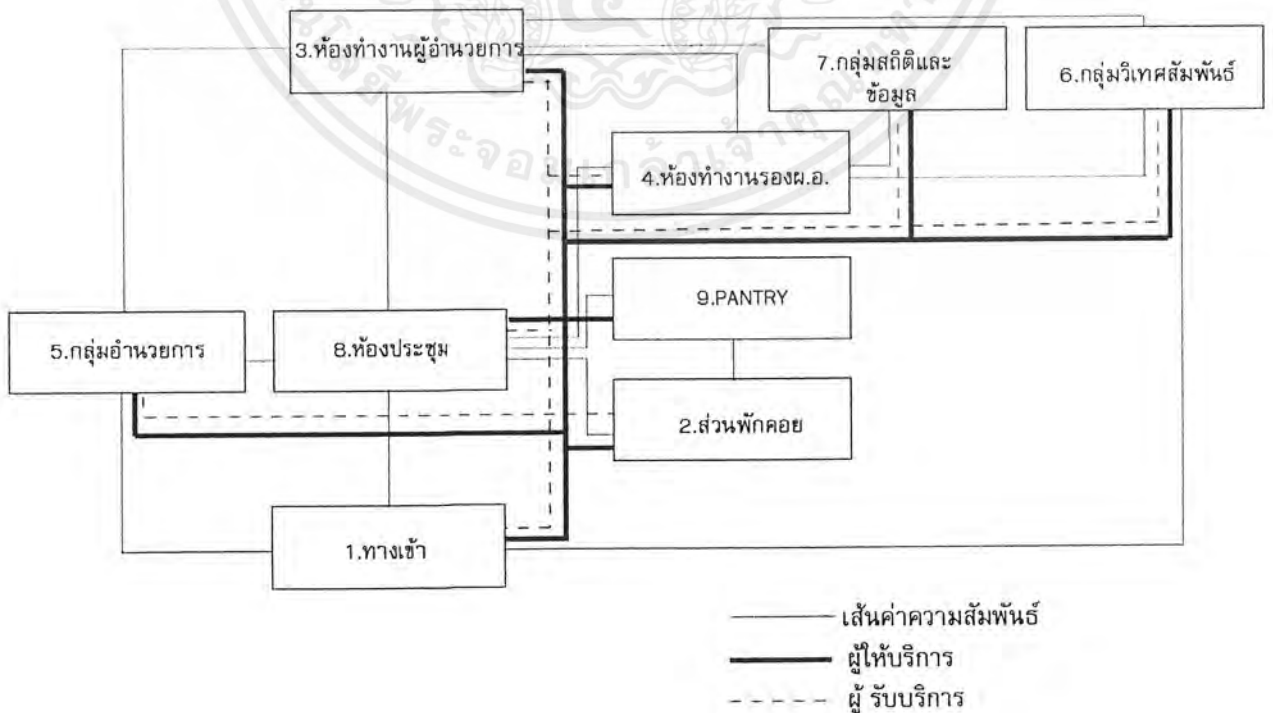 3.ห้องทำงานผู้อำนวยการ
7.กลุ่มสถิติและ
ข้อมูล
6.กลุ่มวิเทศสัมพันธ์
4.ห้องทำงานรองผ.อ.
9.PANTRY
5.กลุ่มอำนวยการ
8.ห้องประชุม
2.ส่วนพักคอย
1.ทางเข้า
เส้นค่าความสัมพันธ์
ผู้ให้บริการ
ผู้ รับบริการ